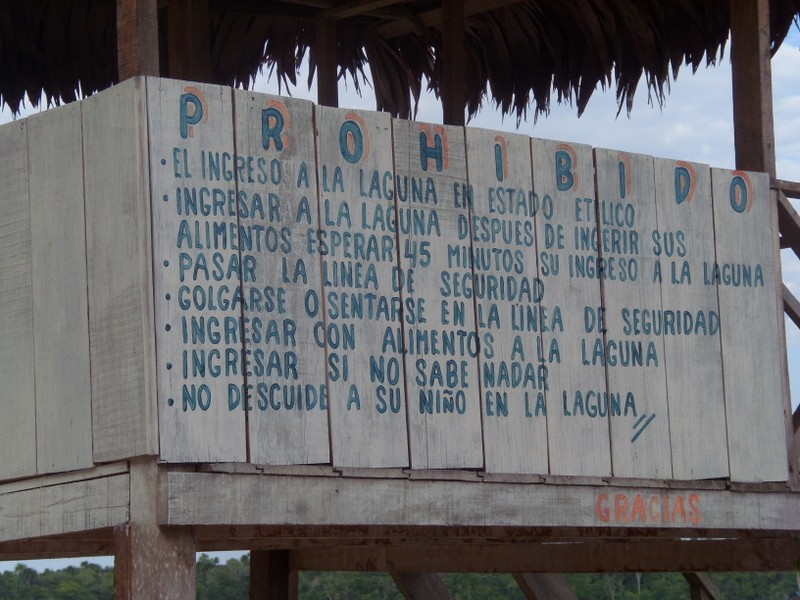 PROHIBIDO
• EL INGRESO A LA LAGUNA EN ESTADO ETILICO
• INGRESAR A LA LAGUNA DESPUES DE INGERIR SUS
ALIMENTOS ESPERAR 45 MINUTOS SU INGRESO A LA LAGUNA
• PASAR LA LINEA DE SEGURIDAD
• GOLGARSE O SENTARSE EN LA LINEA DE SEGURIDAD
• INGRESAR CON ALIMENTOS A LA LAGUNA
• INGRESAR SI NO SABE NADAR
• NO DESCUIDE A SU NIÑO EN LA LAGUNA //
GRACIAS